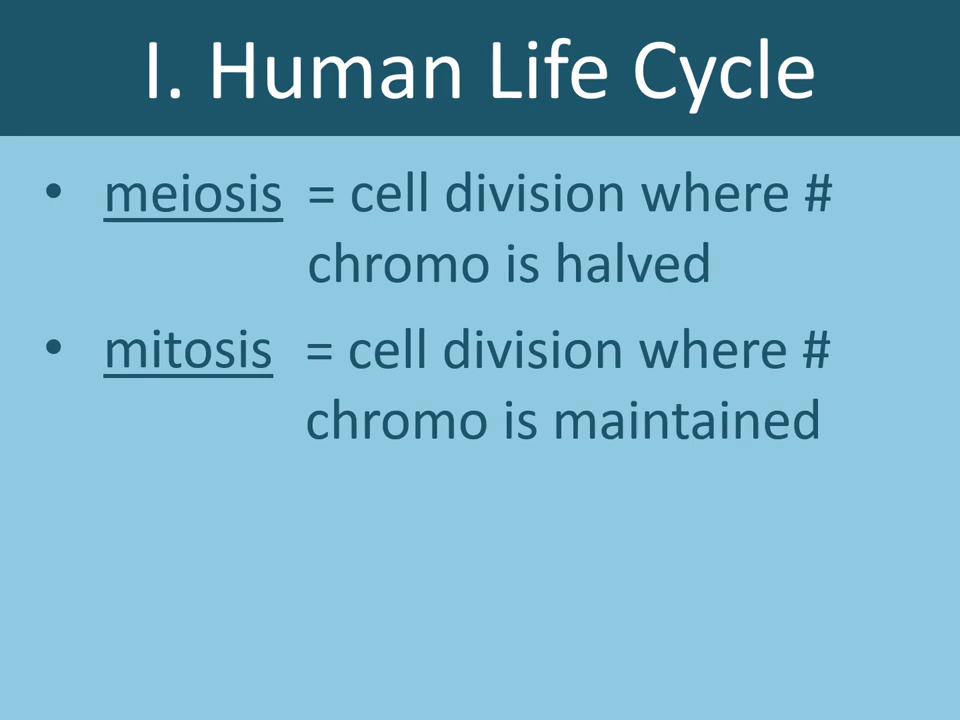 I. Human Life Cycle
• meiosis = cell division where #
chromo is halved
• mitosis = cell division where #
chromo is maintained